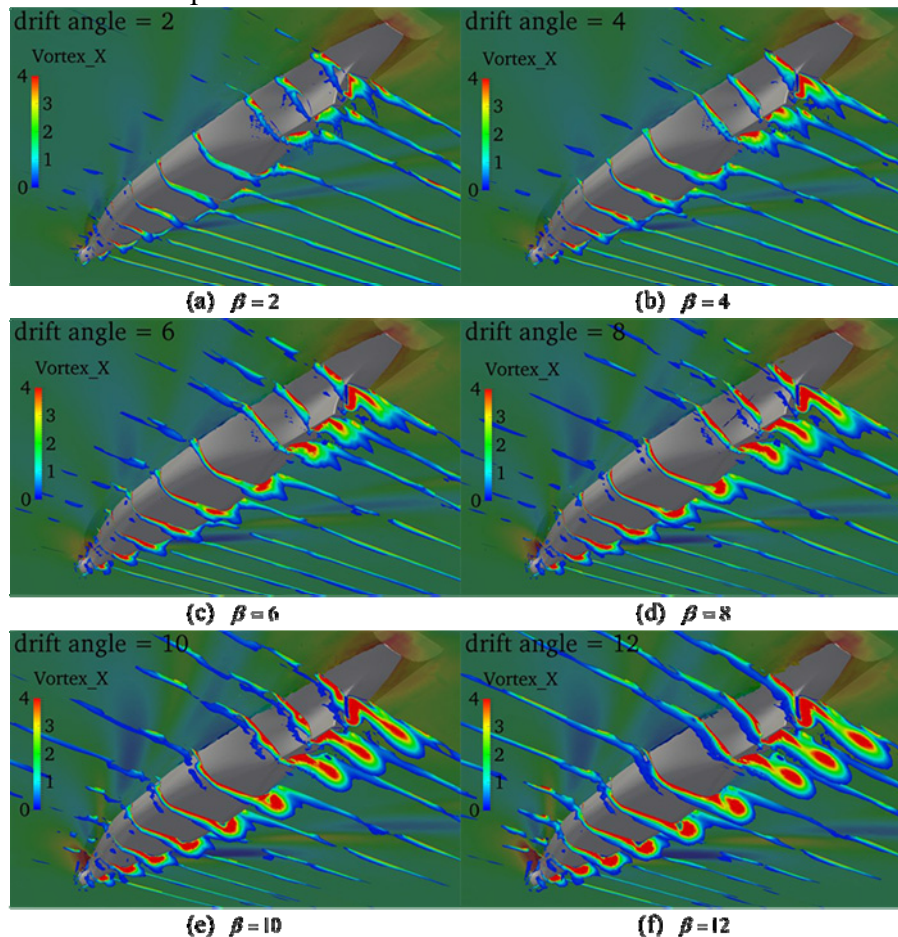 drift angle = 2
drift angle = 4
Vortex_X
Vortex_X
4
3
2
1
0
4
3
2
1
0
(a) β = 2
(b) β = 4
drift angle = 6
drift angle = 8
Vortex_X
Vortex_X
4
3
2
1
0
4
3
2
1
0
(c) β = 6
(d) β = 8
drift angle = 10
drift angle = 12
Vortex_X
Vortex_X
4
3
2
1
0
4
3
2
1
0
(e) β = 10
(f) β = 12